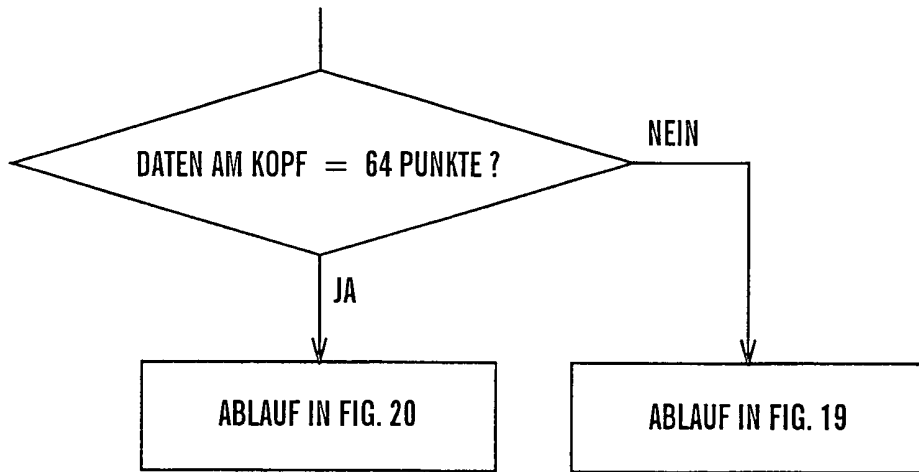 DATEN AM KOPF = 64 PUNKTE ?
NEIN
JA
ABLAUF IN FIG. 20
ABLAUF IN FIG. 19